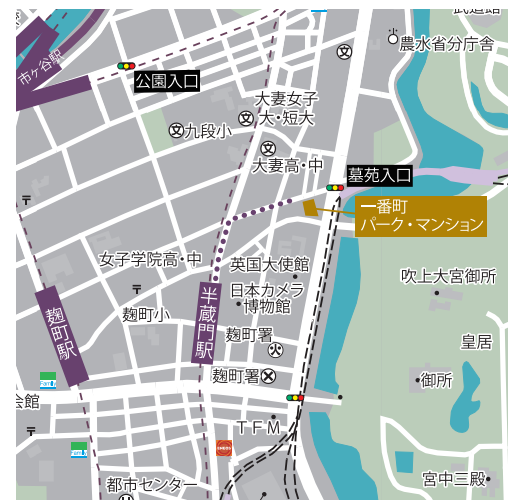 武道館
市ヶ谷駅
農水省分庁舎
公園入口
大妻女子
大・短大
九段小
大妻高・中
墓苑入口
一番町
パーク・マンション
女子学院高・中
英国大使館
吹上大宮御所
半蔵門駅
日本カメラ
博物館
麹町小
麹町駅
麹町署
皇居
麹町署
御所
Family
会館
TFM
Family
都市センター
宮中三殿